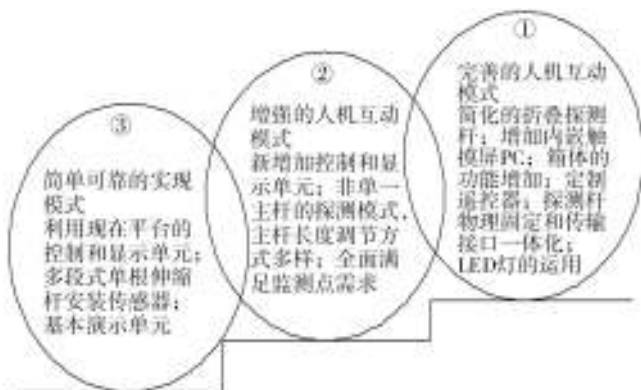 ①
完善的人机互动
模式
简化的折叠探测
杆；增加内嵌触
摸屏PC；箱体的
功能增加；定制
遥控器；探测杆
物理固定和传输
接口一体化；
LED灯的运用
②
增强的人机互动
模式
新增加控制和显
示单元；非单一
主杆的探测模式，
主杆长度调节方
式多样；全面满
足监测点需求
③
简单可靠的实现
模式
利用现在平台的
控制和显示单元；
多段式单根伸缩
杆安装传感器；
基本演示单元